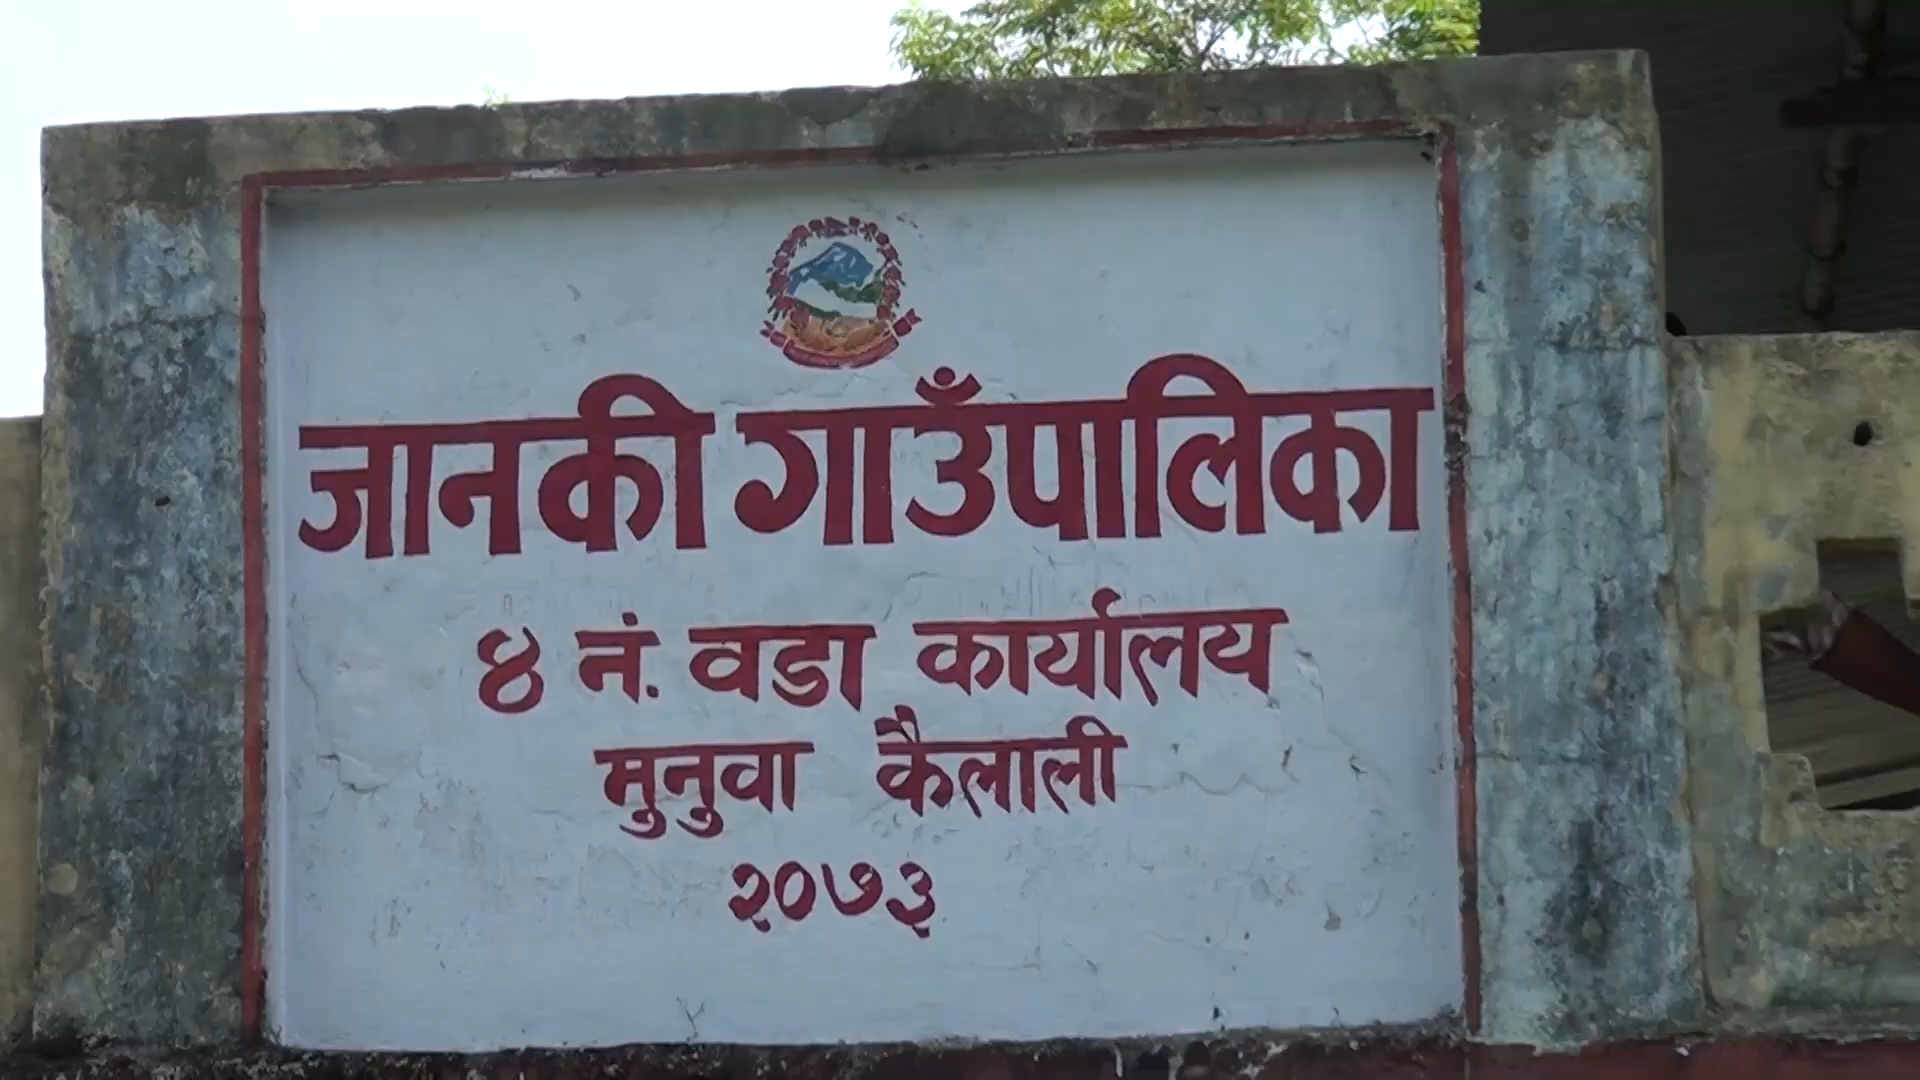 जानकी गाउँपालिका
४ नं. वडा कार्यालय
मुनुवा कैलाली
२०७३